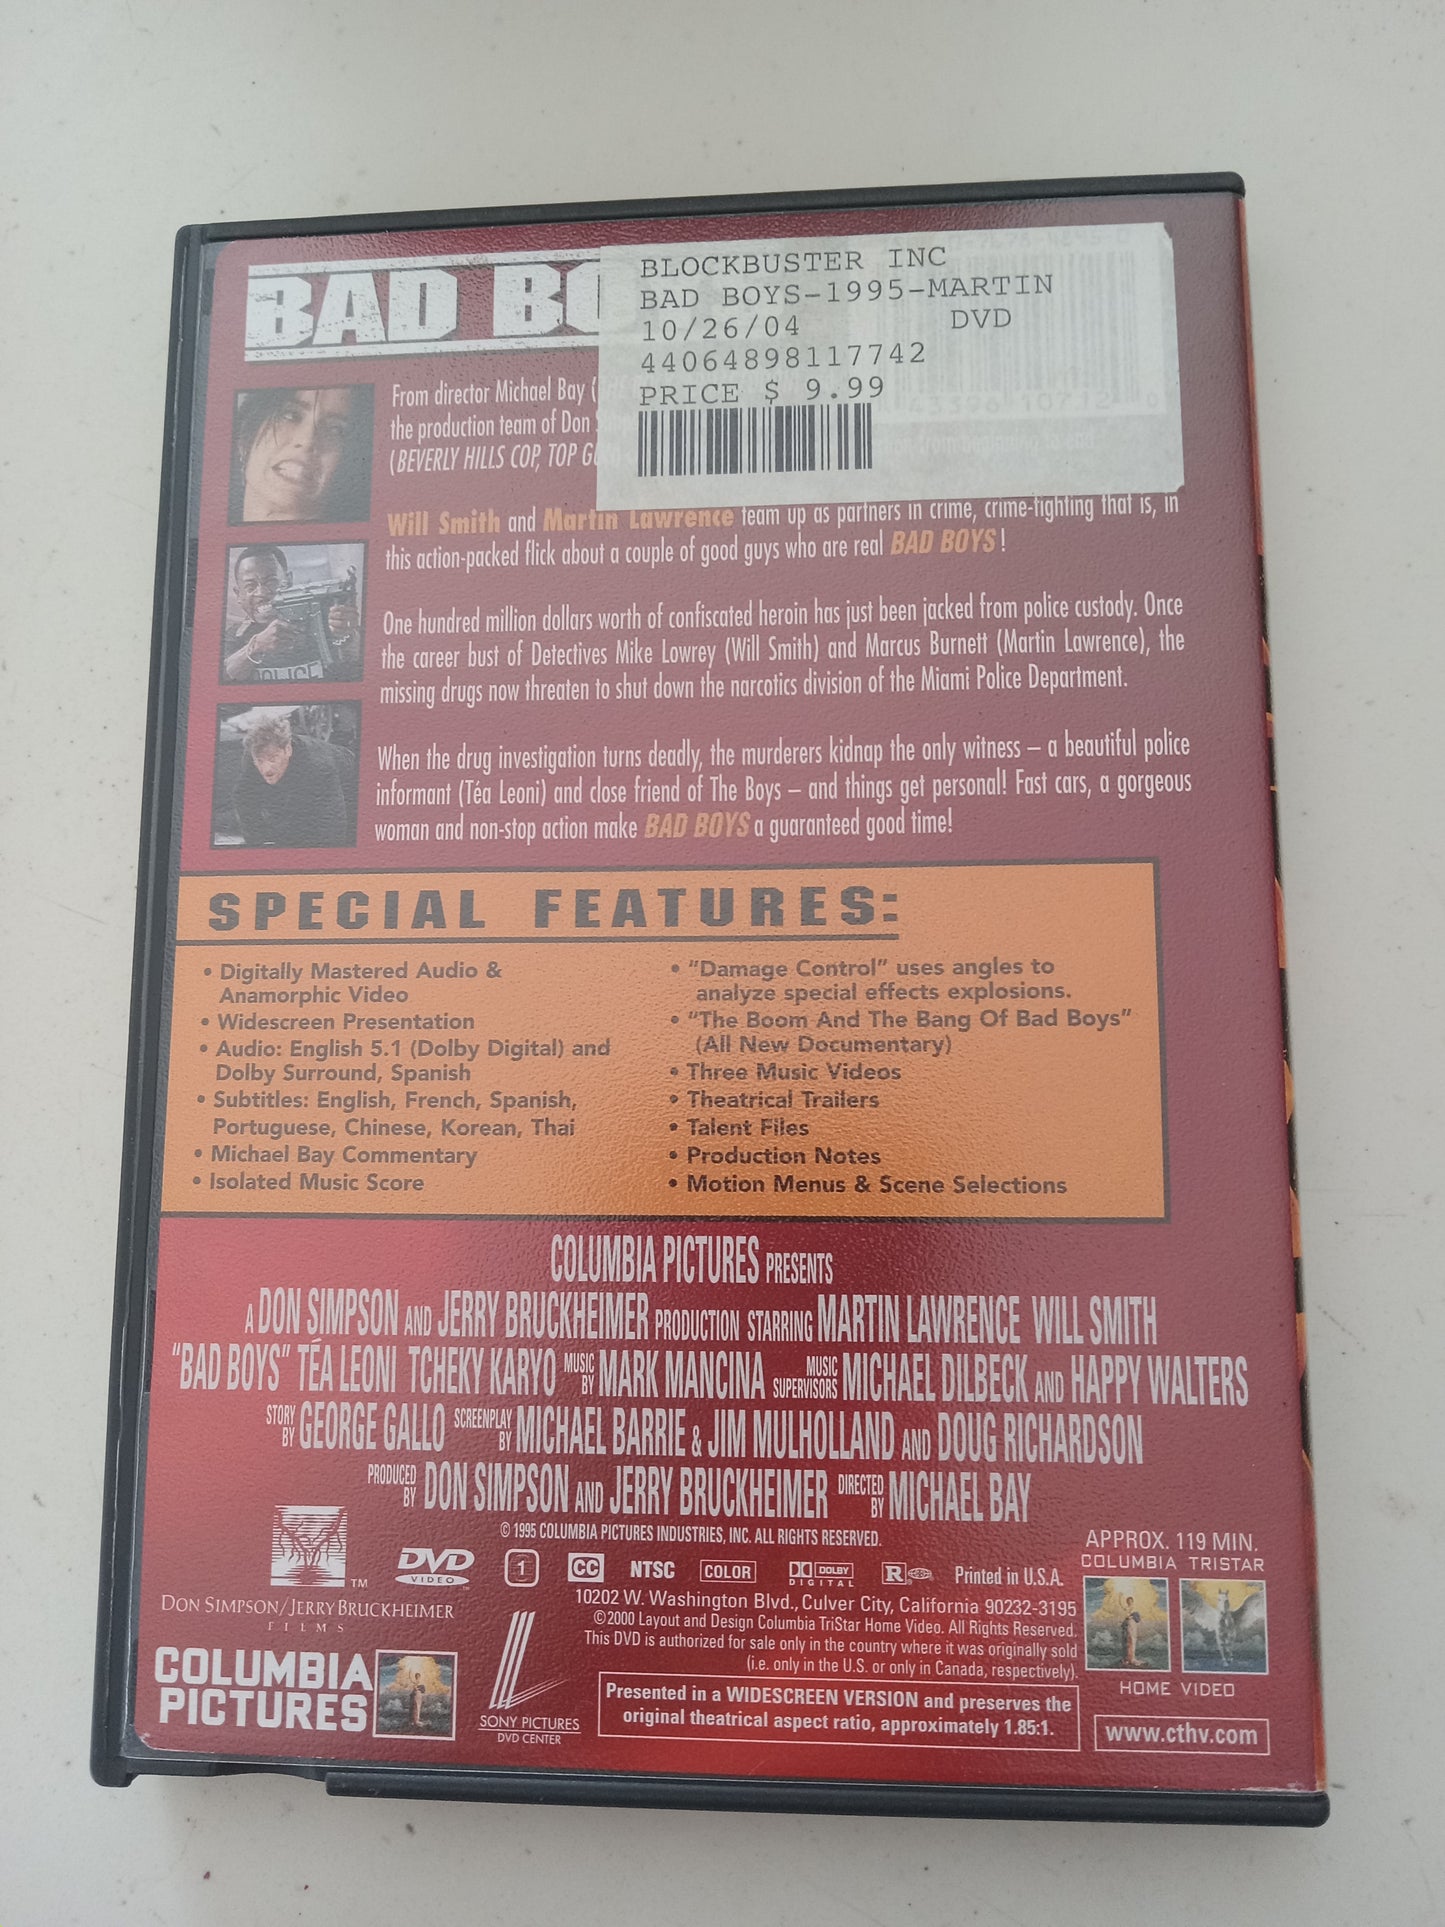 BLOCKBUSTER INC
BAD BOYS-1995-MARTIN
10/26/04 DVD
44064898117742
PRICE $ 9.99
43396 10712 0
BAD BO
From director Michael Bay (
the production team of Don
(BEVERLY HILLS COP, TOP GU
Will Smith and Martin Lawrence team up as partners in crime, crime-fighting that is, in
this action-packed flick about a couple of good guys who are real BAD BOYS!
One hundred million dollars worth of confiscated heroin has just been jacked from police custody. Once
the career bust of Detectives Mike Lowrey (Will Smith) and Marcus Burnett (Martin Lawrence), the
missing drugs now threaten to shut down the narcotics division of the Miami Police Department.
When the drug investigation turns deadly, the murderers kidnap the only witness – a beautiful police
informant (Téa Leoni) and close friend of The Boys – and things get personal! Fast cars, a gorgeous
woman and non-stop action make BAD BOYS a guaranteed good time!
POLICE
SPECIAL FEATURES:
• Digitally Mastered Audio &
Anamorphic Video
• Widescreen Presentation
• Audio: English 5.1 (Dolby Digital) and
Dolby Surround, Spanish
• Subtitles: English, French, Spanish,
Portuguese, Chinese, Korean, Thai
• Michael Bay Commentary
• Isolated Music Score
• "Damage Control" uses angles to
analyze special effects explosions.
• "The Boom And The Bang Of Bad Boys"
(All New Documentary)
• Three Music Videos
• Theatrical Trailers
• Talent Files
• Production Notes
• Motion Menus & Scene Selections
COLUMBIA PICTURES PRESENTS
A DON SIMPSON AND JERRY BRUCKHEIMER PRODUCTION STARRING MARTIN LAWRENCE WILL SMITH
"BAD BOYS" TÉA LEONI TCHEKY KARYO MUSIC BY MARK MANCINA MUSIC SUPERVISORS MICHAEL DILBECK AND HAPPY WALTERS
STORY BY GEORGE GALLO SCREENPLAY BY MICHAEL BARRIE & JIM MULHOLLAND AND DOUG RICHARDSON
PRODUCED BY DON SIMPSON AND JERRY BRUCKHEIMER DIRECTED BY MICHAEL BAY
© 1995 COLUMBIA PICTURES INDUSTRIES, INC. ALL RIGHTS RESERVED.
APPROX. 119 MIN.
TM
DON SIMPSON/JERRY BRUCKHEIMER
FILMS
DVD VIDEO 1 CC NTSC COLOR DOLBY DIGITAL R Printed in U.S.A.
10202 W. Washington Blvd., Culver City, California 90232-3195
©2000 Layout and Design Columbia TriStar Home Video. All Rights Reserved.
This DVD is authorized for sale only in the country where it was originally sold
(i.e. only in the U.S. or only in Canada, respectively).
COLUMBIA TRISTAR
HOME VIDEO
COLUMBIA
PICTURES
SONY PICTURES
DVD CENTER
Presented in a WIDESCREEN VERSION and preserves the
original theatrical aspect ratio, approximately 1.85:1.
www.cthv.com